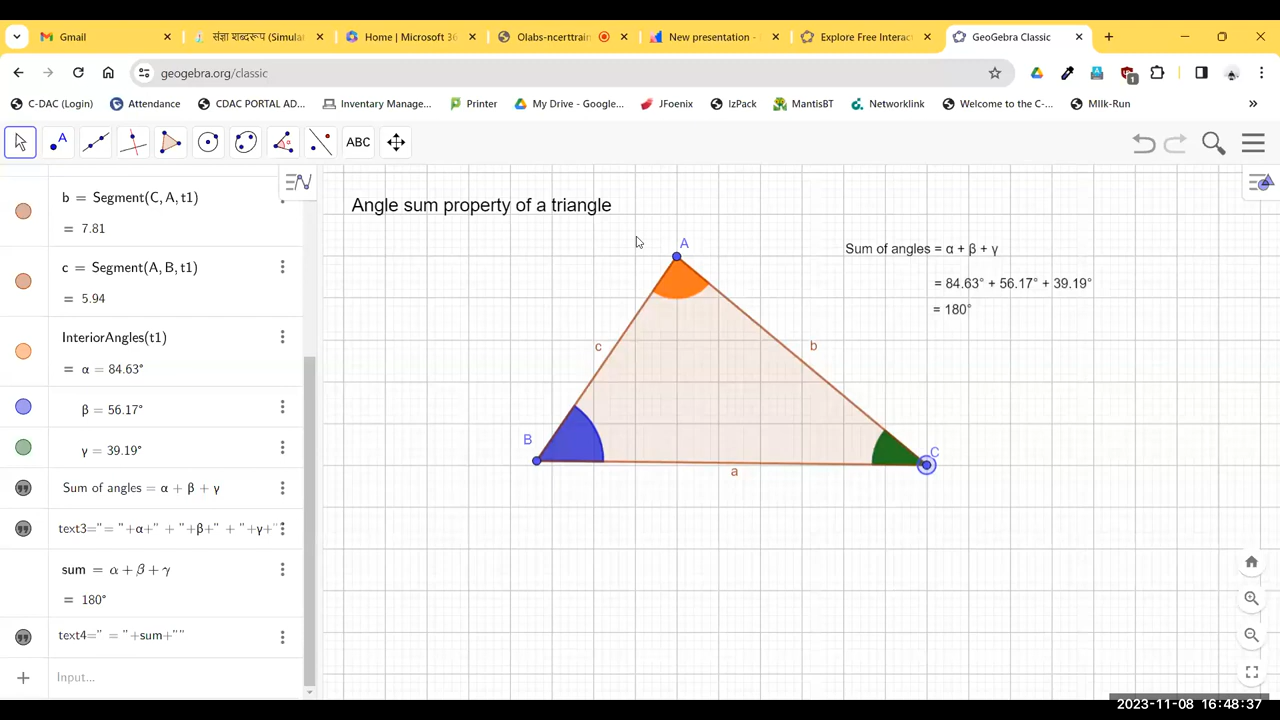 Gmail
संज्ञा शब्दरूप (Simula
Home | Microsoft 36
Olabs-ncerttrain
New presentation -
Explore Free Interac
GeoGebra Classic
geogebra.org/classic
1
C-DAC (Login)
Attendance
CDAC PORTAL AD...
Inventory Manage...
Printer
My Drive - Google...
JFoenix
IzPack
MantisBT
Networklink
Welcome to the C-...
MIlk-Run
A
ABC
b = Segment(C, A, t1)
= 7.81
c = Segment(A, B, t1)
= 5.94
InteriorAngles(t1)
= α = 84.63°
β = 56.17°
γ = 39.19°
Sum of angles = α + β + γ
text3="= "+α+" + "+β+" + "+γ+"
sum = α + β + γ
= 180°
text4=" = "+sum+""
Input...
Angle sum property of a triangle
A
Sum of angles = α + β + γ
= 84.63° + 56.17° + 39.19°
= 180°
c
b
B
C
a
2023-11-08 16:48:37